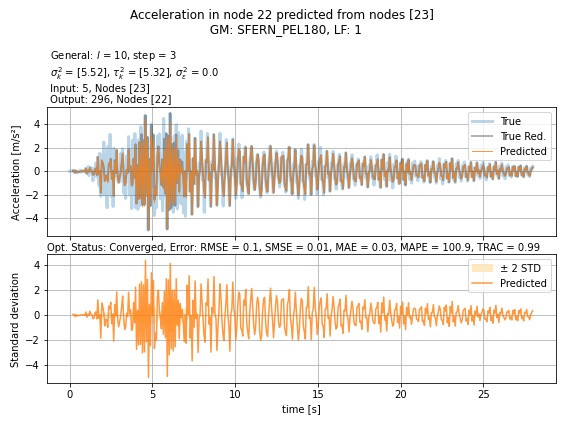 Acceleration in node 22 predicted from nodes [23]
GM: SFERN_PEL180, LF: 1
General: l = 10, step = 3
σ²ₖ = [5.52], τ²ₖ = [5.32], σ²ᵣ = 0.0
Input: 5, Nodes [23]
Output: 296, Nodes [22]
True
True Red.
Predicted
Acceleration [m/s²]
4
2
0
−2
−4
Opt. Status: Converged, Error: RMSE = 0.1, SMSE = 0.01, MAE = 0.03, MAPE = 100.9, TRAC = 0.99
± 2 STD
Predicted
Standard deviation
4
2
0
−2
−4
0 5 10 15 20 25
time [s]